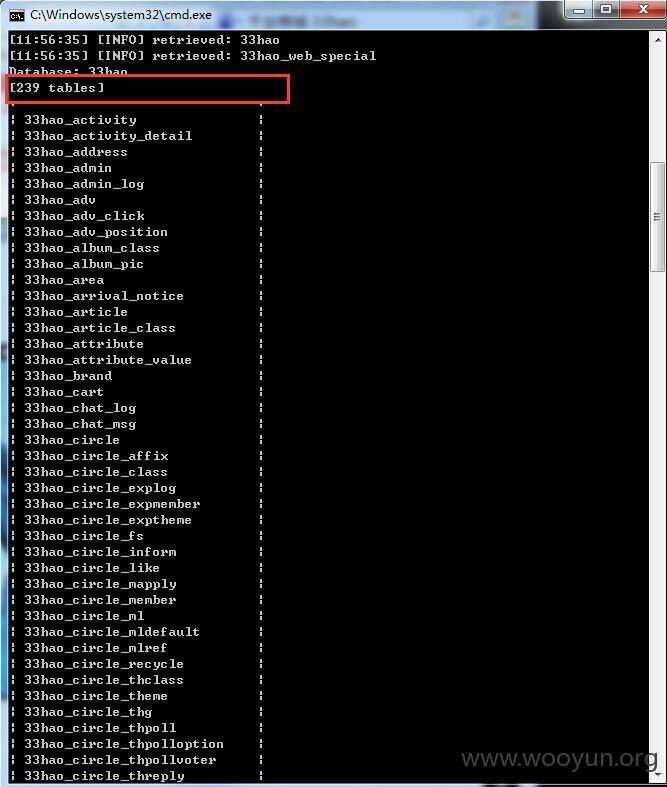 C:\Windows\system32\cmd.exe
[11:56:35] [INFO] retrieved: 33hao
[11:56:35] [INFO] retrieved: 33hao_web_special
Database: 33hao
[239 tables]
| 33hao_activity |
| 33hao_activity_detail |
| 33hao_address |
| 33hao_admin |
| 33hao_admin_log |
| 33hao_adv |
| 33hao_adv_click |
| 33hao_adv_position |
| 33hao_album_class |
| 33hao_album_pic |
| 33hao_area |
| 33hao_arrival_notice |
| 33hao_article |
| 33hao_article_class |
| 33hao_attribute |
| 33hao_attribute_value |
| 33hao_brand |
| 33hao_cart |
| 33hao_chat_log |
| 33hao_chat_msg |
| 33hao_circle |
| 33hao_circle_affix |
| 33hao_circle_class |
| 33hao_circle_explog |
| 33hao_circle_expmember |
| 33hao_circle_exptheme |
| 33hao_circle_fs |
| 33hao_circle_inform |
| 33hao_circle_like |
| 33hao_circle_mapply |
| 33hao_circle_member |
| 33hao_circle_ml |
| 33hao_circle_mldefault |
| 33hao_circle_mlref |
| 33hao_circle_recycle |
| 33hao_circle_thclass |
| 33hao_circle_theme |
| 33hao_circle_thg |
| 33hao_circle_thpoll |
| 33hao_circle_thpolloption |
| 33hao_circle_thpollvoter |
| 33hao_circle_threply |
www.wooyun.org